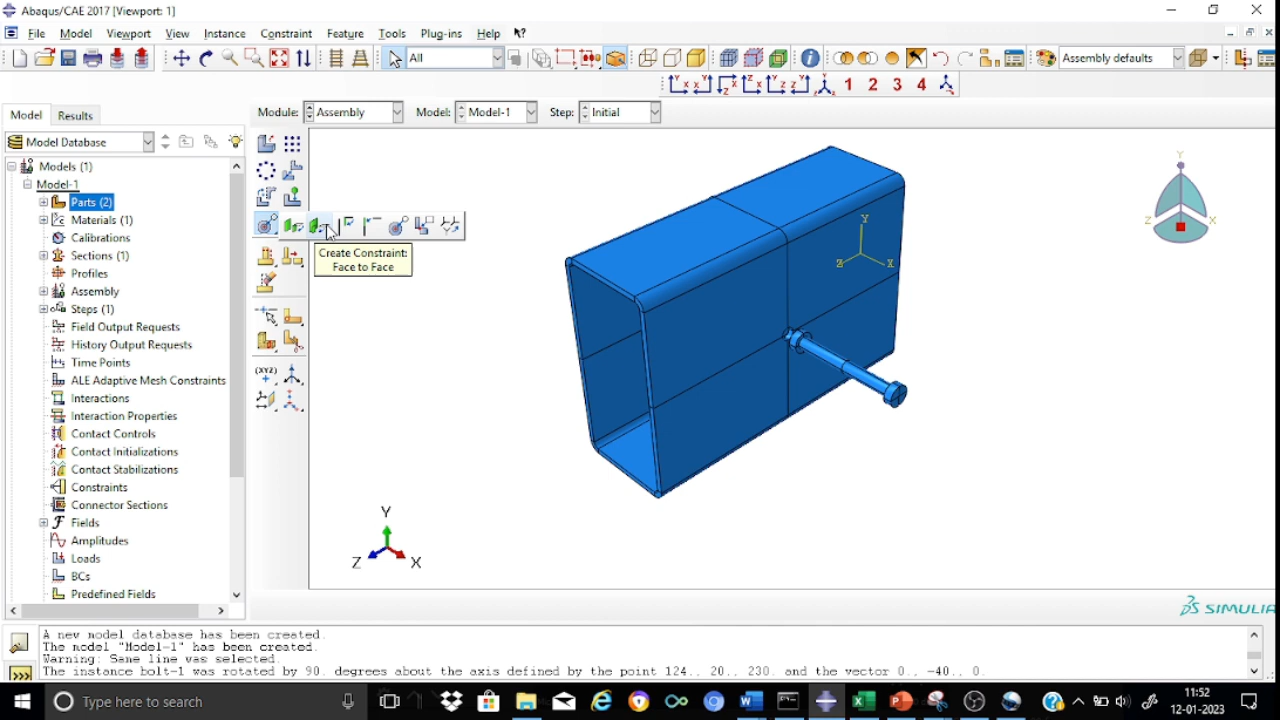 Abaqus/CAE 2017 [Viewport: 1]
File Model Viewport View Instance Constraint Feature Tools Plug-ins Help
All
Assembly defaults
1 2 3 4
Model Results
Module: Assembly Model: Model-1 Step: Initial
Model Database
Models (1)
Model-1
Parts (2)
Materials (1)
Calibrations
Sections (1)
Profiles
Assembly
Steps (1)
Field Output Requests
History Output Requests
Time Points
ALE Adaptive Mesh Constraints
Interactions
Interaction Properties
Contact Controls
Contact Initializations
Contact Stabilizations
Constraints
Connector Sections
Fields
Amplitudes
Loads
BCs
Predefined Fields
(XYZ)
Create Constraint:
Face to Face
Y
Z X
Y
Z X
Y
Z X
SIMULIA
A new model database has been created.
The model "Model-1" has been created.
Warning: Same line was selected.
The instance bolt-1 was rotated by 90. degrees about the axis defined by the point 124., 20., 230. and the vector 0., -40., 0.
>>>
Type here to search
11:52
12-01-2023